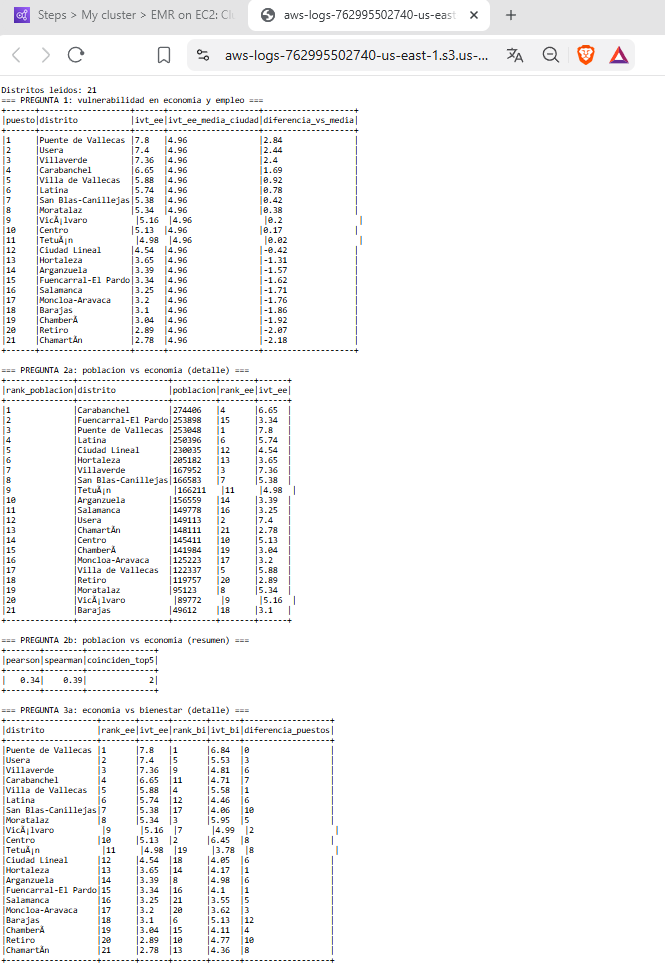 Steps > My cluster > EMR on EC2: Cl
aws-logs-762995502740-us-east
aws-logs-762995502740-us-east-1.s3.us-...
Distritos leidos: 21
=== PREGUNTA 1: vulnerabilidad en economia y empleo ===
+------+--------------------+------+-------------------+--------------------+
|puesto|distrito            |ivt_ee|ivt_ee_media_ciudad|diferencia_vs_media|
+------+--------------------+------+-------------------+--------------------+
|1     |Puente de Vallecas  |7.8   |4.96               |2.84               |
|2     |Usera               |7.4   |4.96               |2.44               |
|3     |Villaverde          |7.36  |4.96               |2.4                |
|4     |Carabanchel         |6.65  |4.96               |1.69               |
|5     |Villa de Vallecas   |5.88  |4.96               |0.92               |
|6     |Latina              |5.74  |4.96               |0.78               |
|7     |San Blas-Canillejas|5.38  |4.96               |0.42               |
|8     |Moratalaz           |5.34  |4.96               |0.38               |
|9     |VicÃ¡lvaro           |5.16  |4.96               |0.2                |
|10    |Centro              |5.13  |4.96               |0.17               |
|11    |TetuÃ¡n              |4.98  |4.96               |0.02               |
|12    |Ciudad Lineal       |4.54  |4.96               |-0.42              |
|13    |Hortaleza           |3.65  |4.96               |-1.31              |
|14    |Arganzuela          |3.39  |4.96               |-1.57              |
|15    |Fuencarral-El Pardo|3.34  |4.96               |-1.62              |
|16    |Salamanca           |3.25  |4.96               |-1.71              |
|17    |Moncloa-Aravaca     |3.2   |4.96               |-1.76              |
|18    |Barajas             |3.1   |4.96               |-1.86              |
|19    |ChamberÃ            |3.04  |4.96               |-1.92              |
|20    |Retiro              |2.89  |4.96               |-2.07              |
|21    |ChamartÃn           |2.78  |4.96               |-2.18              |
+------+--------------------+------+-------------------+--------------------+
=== PREGUNTA 2a: poblacion vs economia (detalle) ===
+--------------+-------------------+---------+-------+------+
|rank_poblacion|distrito           |poblacion|rank_ee|ivt_ee|
+--------------+-------------------+---------+-------+------+
|1             |Carabanchel        |274406   |4      |6.65  |
|2             |Fuencarral-El Pardo|253898   |15     |3.34  |
|3             |Puente de Vallecas |253048   |1      |7.8   |
|4             |Latina             |250396   |6      |5.74  |
|5             |Ciudad Lineal      |230035   |12     |4.54  |
|6             |Hortaleza          |205182   |13     |3.65  |
|7             |Villaverde         |167952   |3      |7.36  |
|8             |San Blas-Canillejas|166583   |7      |5.38  |
|9             |TetuÃ¡n             |166211   |11     |4.98  |
|10            |Arganzuela         |156559   |14     |3.39  |
|11            |Salamanca          |149778   |16     |3.25  |
|12            |Usera              |149113   |2      |7.4   |
|13            |ChamartÃn          |148111   |21     |2.78  |
|14            |Centro             |145411   |10     |5.13  |
|15            |ChamberÃ           |141984   |19     |3.04  |
|16            |Moncloa-Aravaca    |125223   |17     |3.2   |
|17            |Villa de Vallecas  |122337   |5      |5.88  |
|18            |Retiro             |119757   |20     |2.89  |
|19            |Moratalaz          |95123    |8      |5.34  |
|20            |VicÃ¡lvaro          |89772    |9      |5.16  |
|21            |Barajas            |49612    |18     |3.1   |
+--------------+-------------------+---------+-------+------+
=== PREGUNTA 2b: poblacion vs economia (resumen) ===
+-------+--------+--------------+
|pearson|spearman|coinciden_top5|
+-------+--------+--------------+
|   0.34|    0.39|             2|
+-------+--------+--------------+
=== PREGUNTA 3a: economia vs bienestar (detalle) ===
+-------------------+-------+------+-------+------+------------------+
|distrito           |rank_ee|ivt_ee|rank_bi|ivt_bi|diferencia_puestos|
+-------------------+-------+------+-------+------+------------------+
|Puente de Vallecas |1      |7.8   |1      |6.84  |0                 |
|Usera              |2      |7.4   |5      |5.53  |3                 |
|Villaverde         |3      |7.36  |9      |4.81  |6                 |
|Carabanchel        |4      |6.65  |11     |4.71  |7                 |
|Villa de Vallecas  |5      |5.88  |4      |5.58  |1                 |
|Latina             |6      |5.74  |12     |4.46  |6                 |
|San Blas-Canillejas|7      |5.38  |17     |4.06  |10                |
|Moratalaz          |8      |5.34  |3      |5.95  |5                 |
|VicÃ¡lvaro          |9      |5.16  |7      |4.99  |2                 |
|Centro             |10     |5.13  |2      |6.45  |8                 |
|TetuÃ¡n             |11     |4.98  |19     |3.78  |8                 |
|Ciudad Lineal      |12     |4.54  |18     |4.05  |6                 |
|Hortaleza          |13     |3.65  |14     |4.17  |1                 |
|Arganzuela         |14     |3.39  |8      |4.98  |6                 |
|Fuencarral-El Pardo|15     |3.34  |16     |4.1   |1                 |
|Salamanca          |16     |3.25  |21     |3.55  |5                 |
|Moncloa-Aravaca    |17     |3.2   |20     |3.62  |3                 |
|Barajas            |18     |3.1   |6      |5.13  |12                |
|ChamberÃ           |19     |3.04  |15     |4.11  |4                 |
|Retiro             |20     |2.89  |10     |4.77  |10                |
|ChamartÃn          |21     |2.78  |13     |4.36  |8                 |
+-------------------+-------+------+-------+------+------------------+